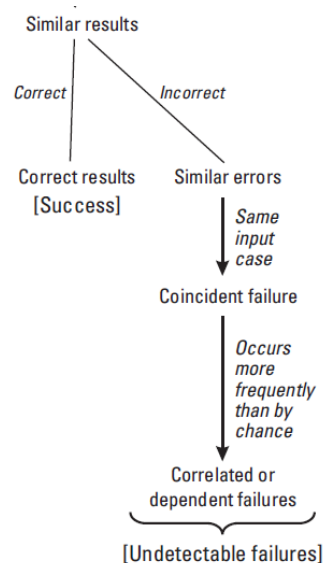 Similar results
Correct
Incorrect
Correct results
[Success]
Similar errors
Same
input
case
Coincident failure
Occurs
more
frequently
than by
chance
Correlated or
dependent failures
[Undetectable failures]